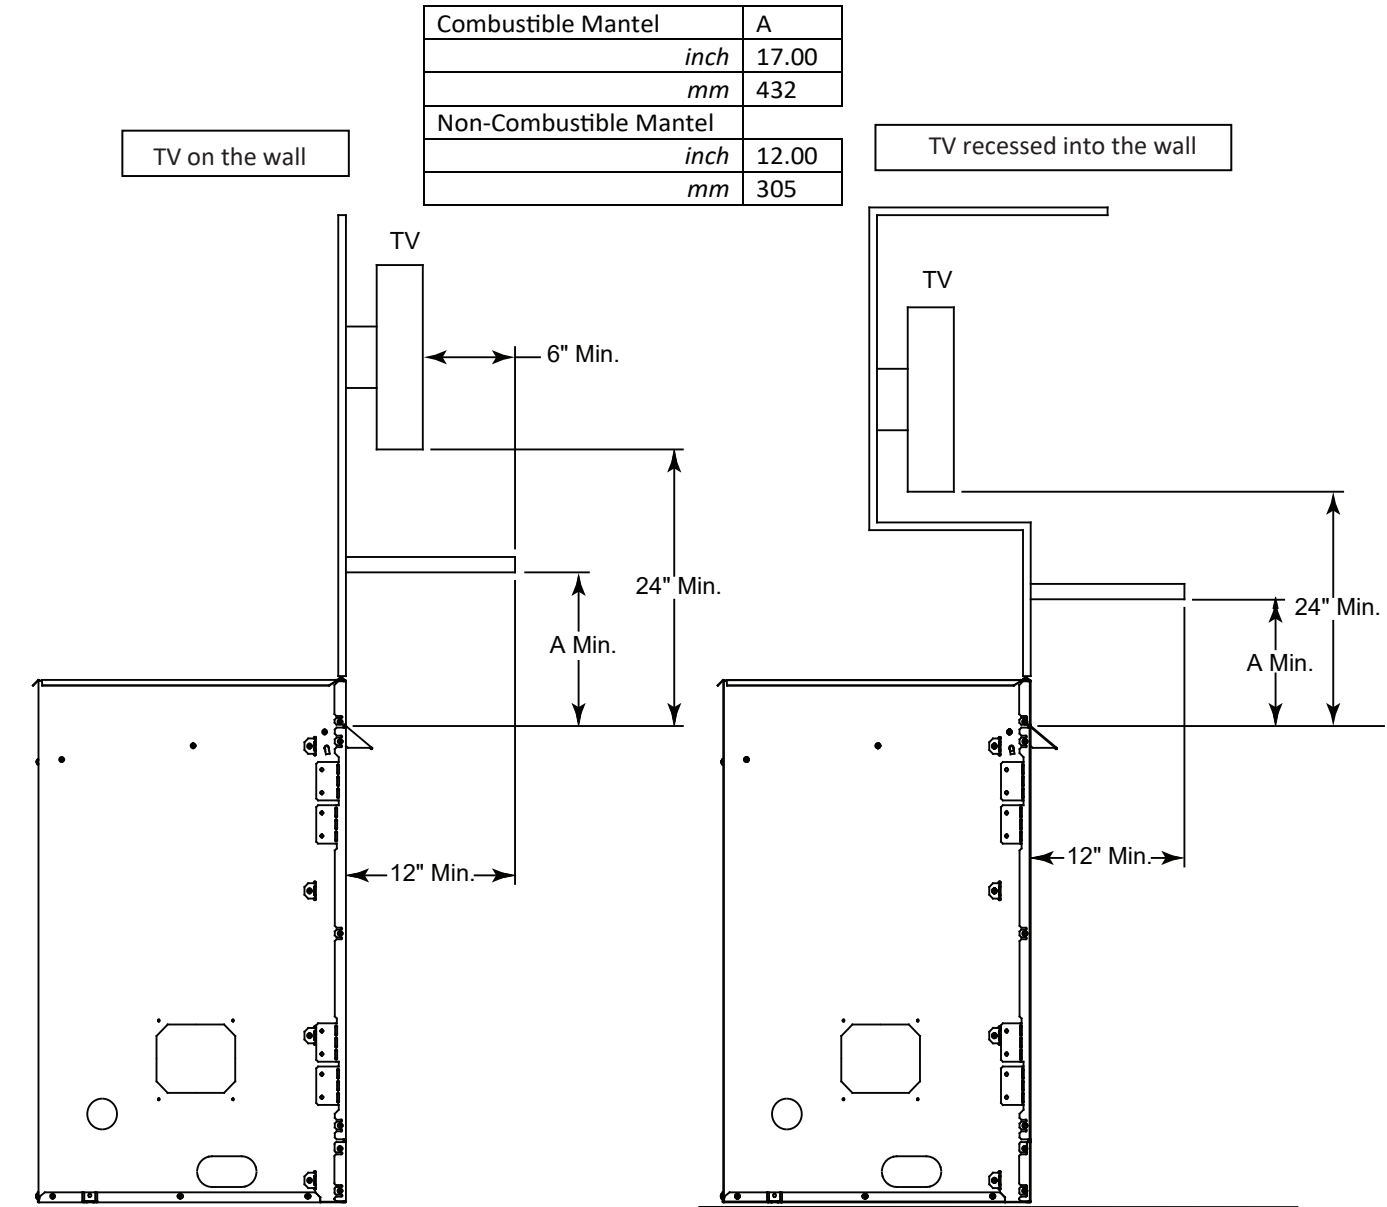 Combustible Mantel A
inch 17.00
mm 432
Non-Combustible Mantel
inch 12.00
mm 305
TV on the wall
TV recessed into the wall
TV
6" Min.
24" Min.
A Min.
12" Min.
TV
24" Min.
A Min.
12" Min.